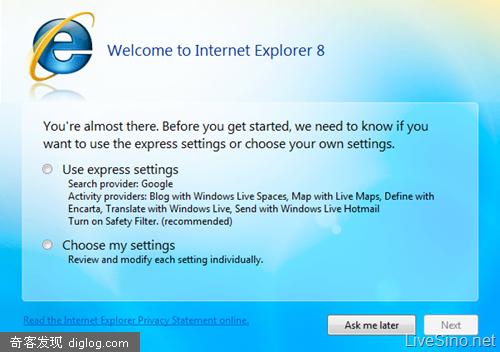 Welcome to Internet Explorer 8
You're almost there. Before you get started, we need to know if you
want to use the express settings or choose your own settings.
Use express settings
Search provider: Google
Activity providers: Blog with Windows Live Spaces, Map with Live Maps, Define with
Encarta, Translate with Windows Live, Send with Windows Live Hotmail
Turn on Safety Filter. (recommended)
Choose my settings
Review and modify each setting individually.
Read the Internet Explorer Privacy Statement online.
Ask me later
Next
奇客发现 diglog.com
LiveSino.net